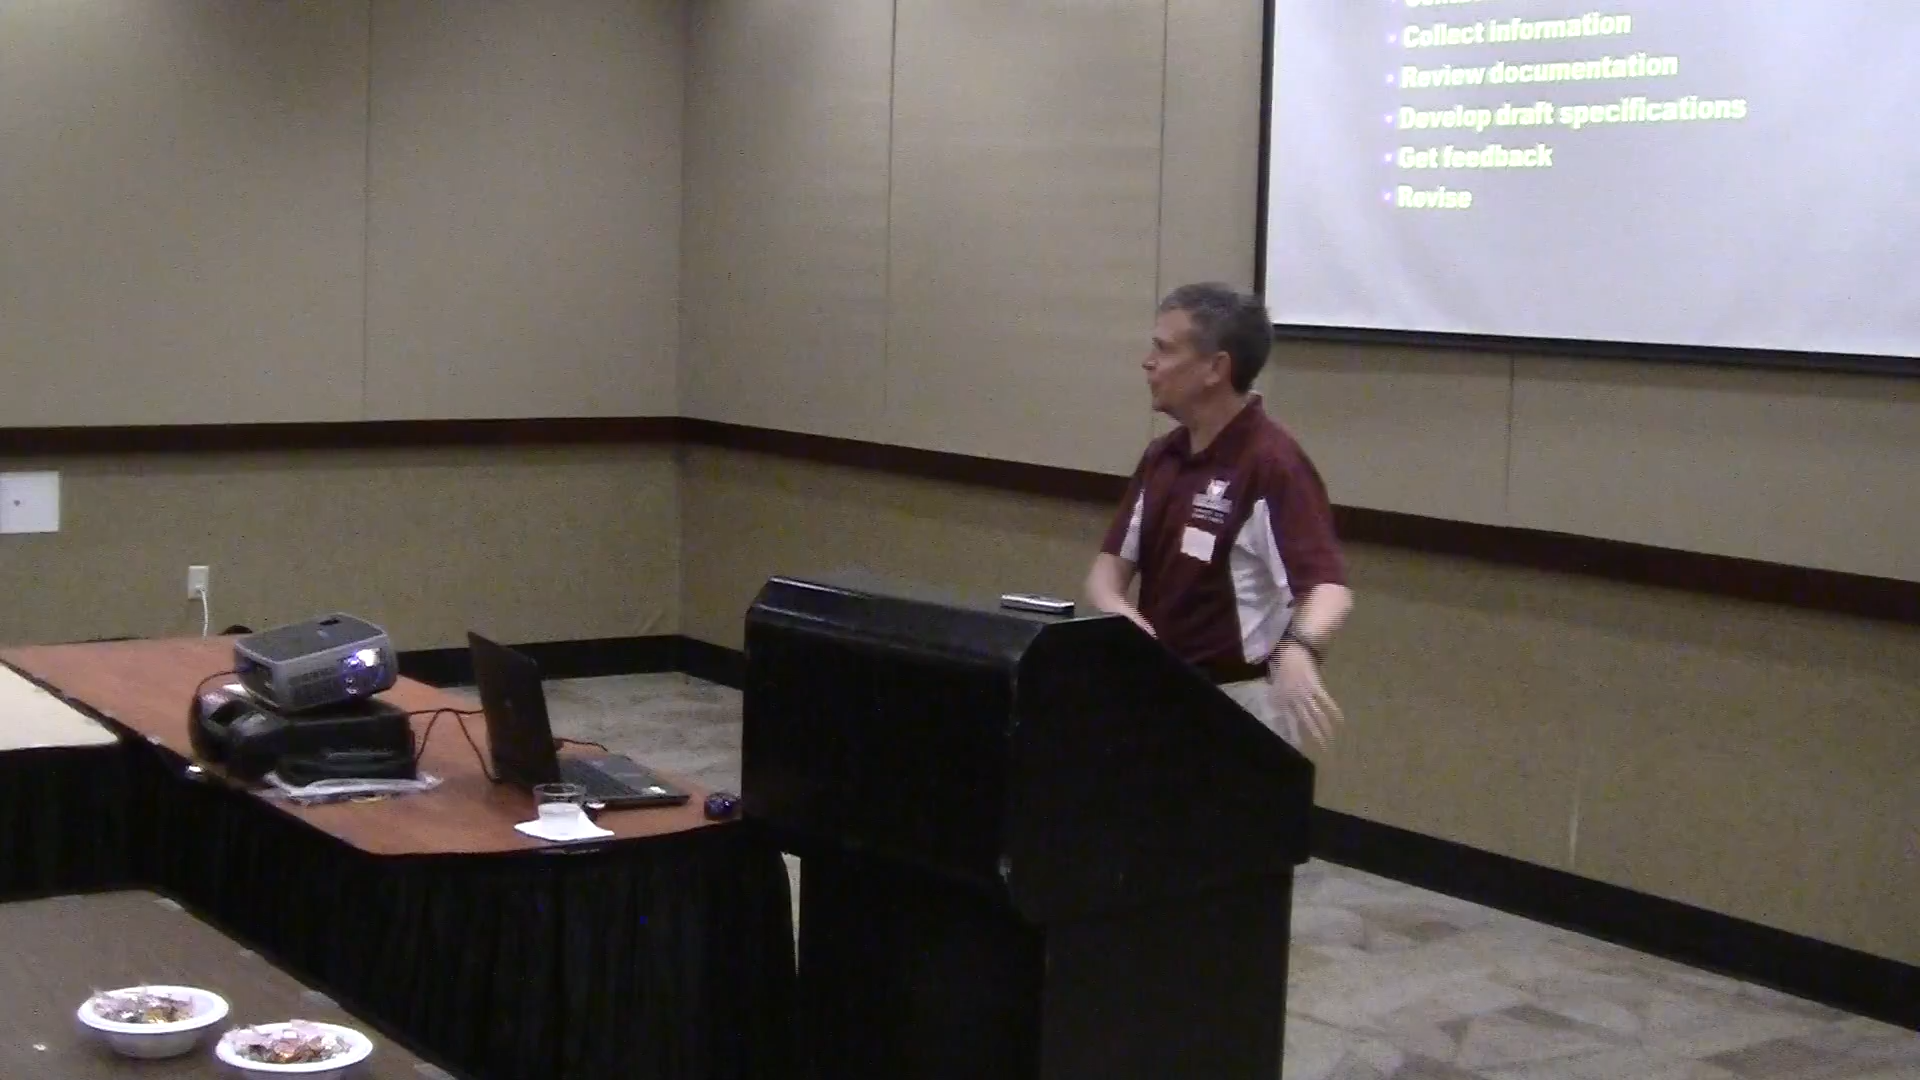 • Collect information
• Review documentation
• Develop draft specifications
• Get feedback
• Revise